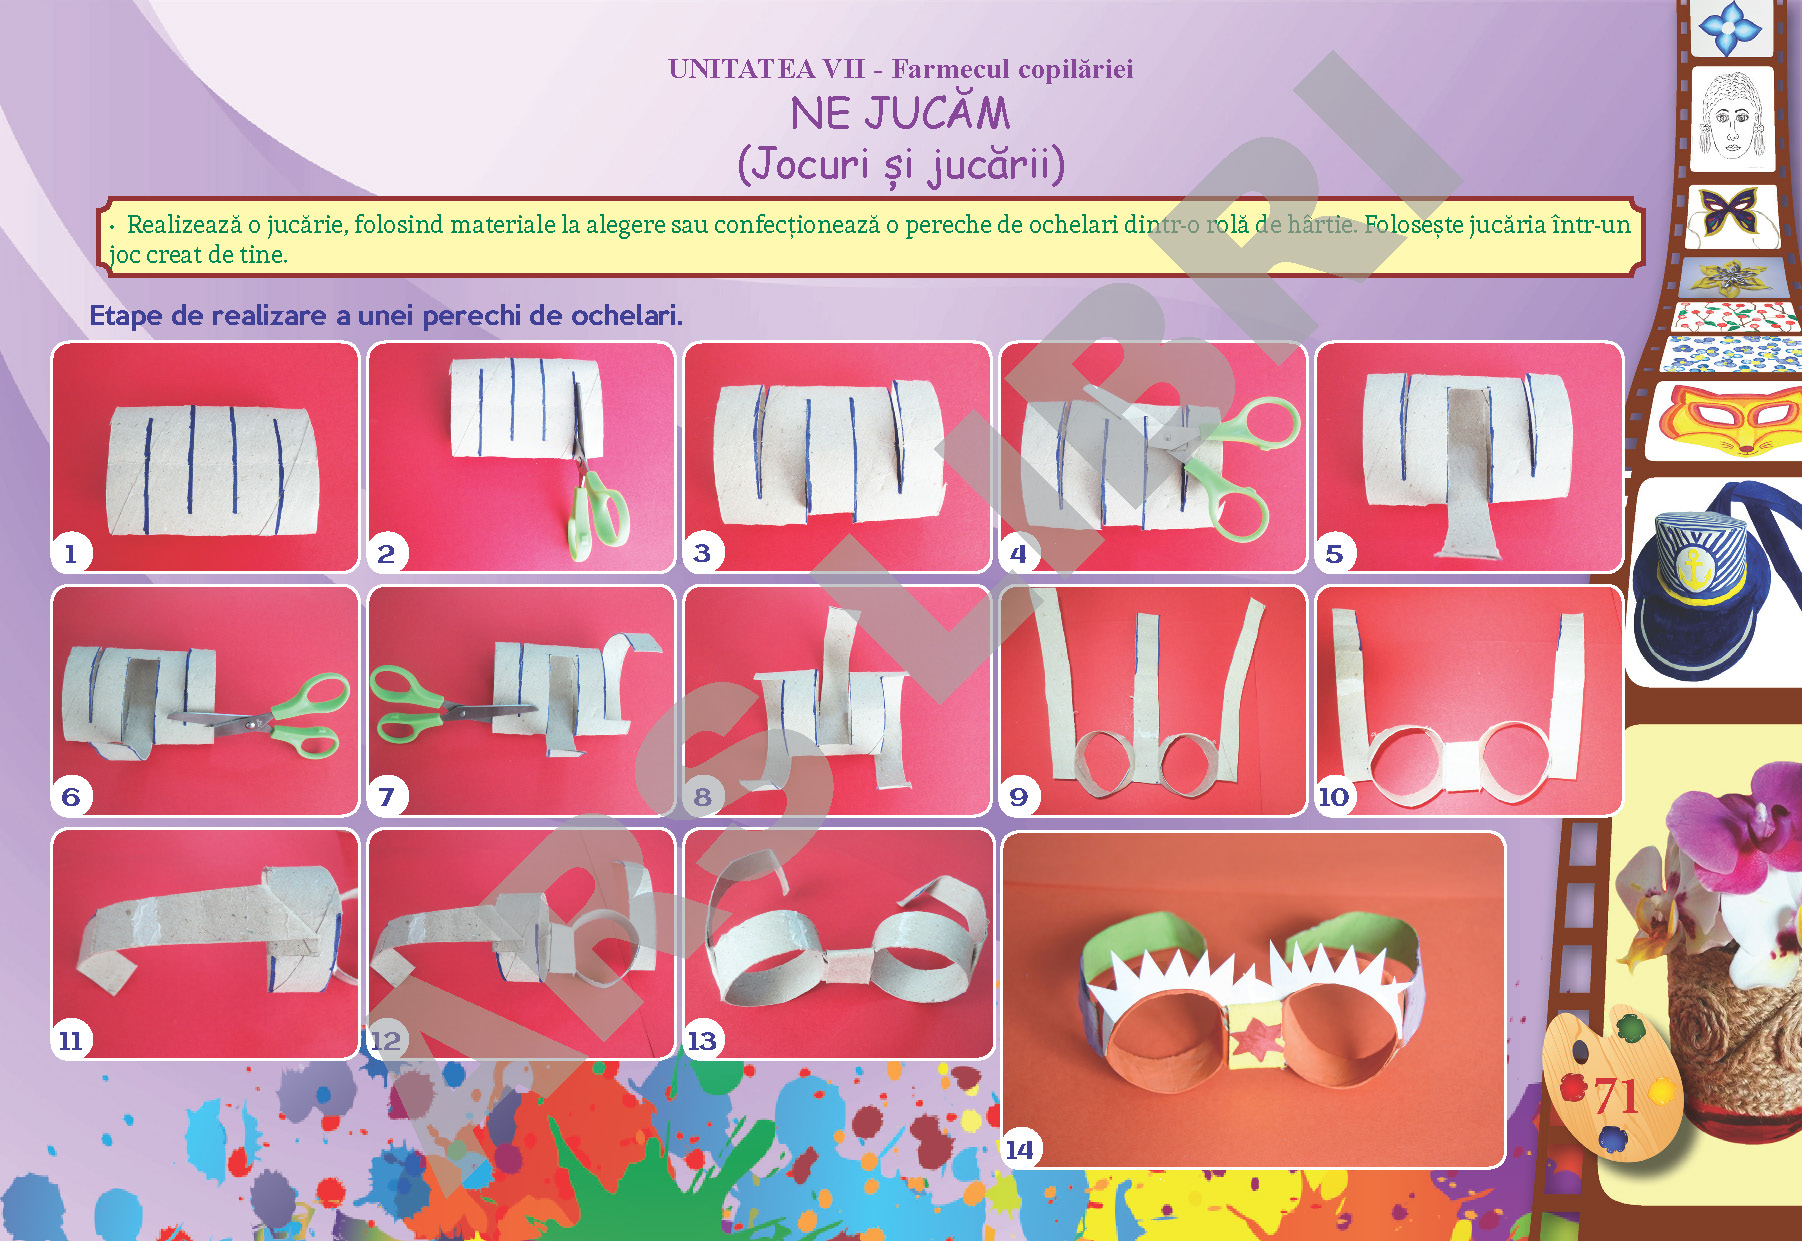 UNITATEA VII - Farmecul copilăriei
NE JUCĂM
(Jocuri și jucării)
· Realizează o jucărie, folosind materiale la alegere sau confecționează o pereche de ochelari dintr-o rolă de hârtie. Folosește jucăria într-un
joc creat de tine.
Etape de realizare a unei perechi de ochelari.
1
2
3
4
5
6
7
8
9
10
11
12
13
14
71
ARS LIBRI